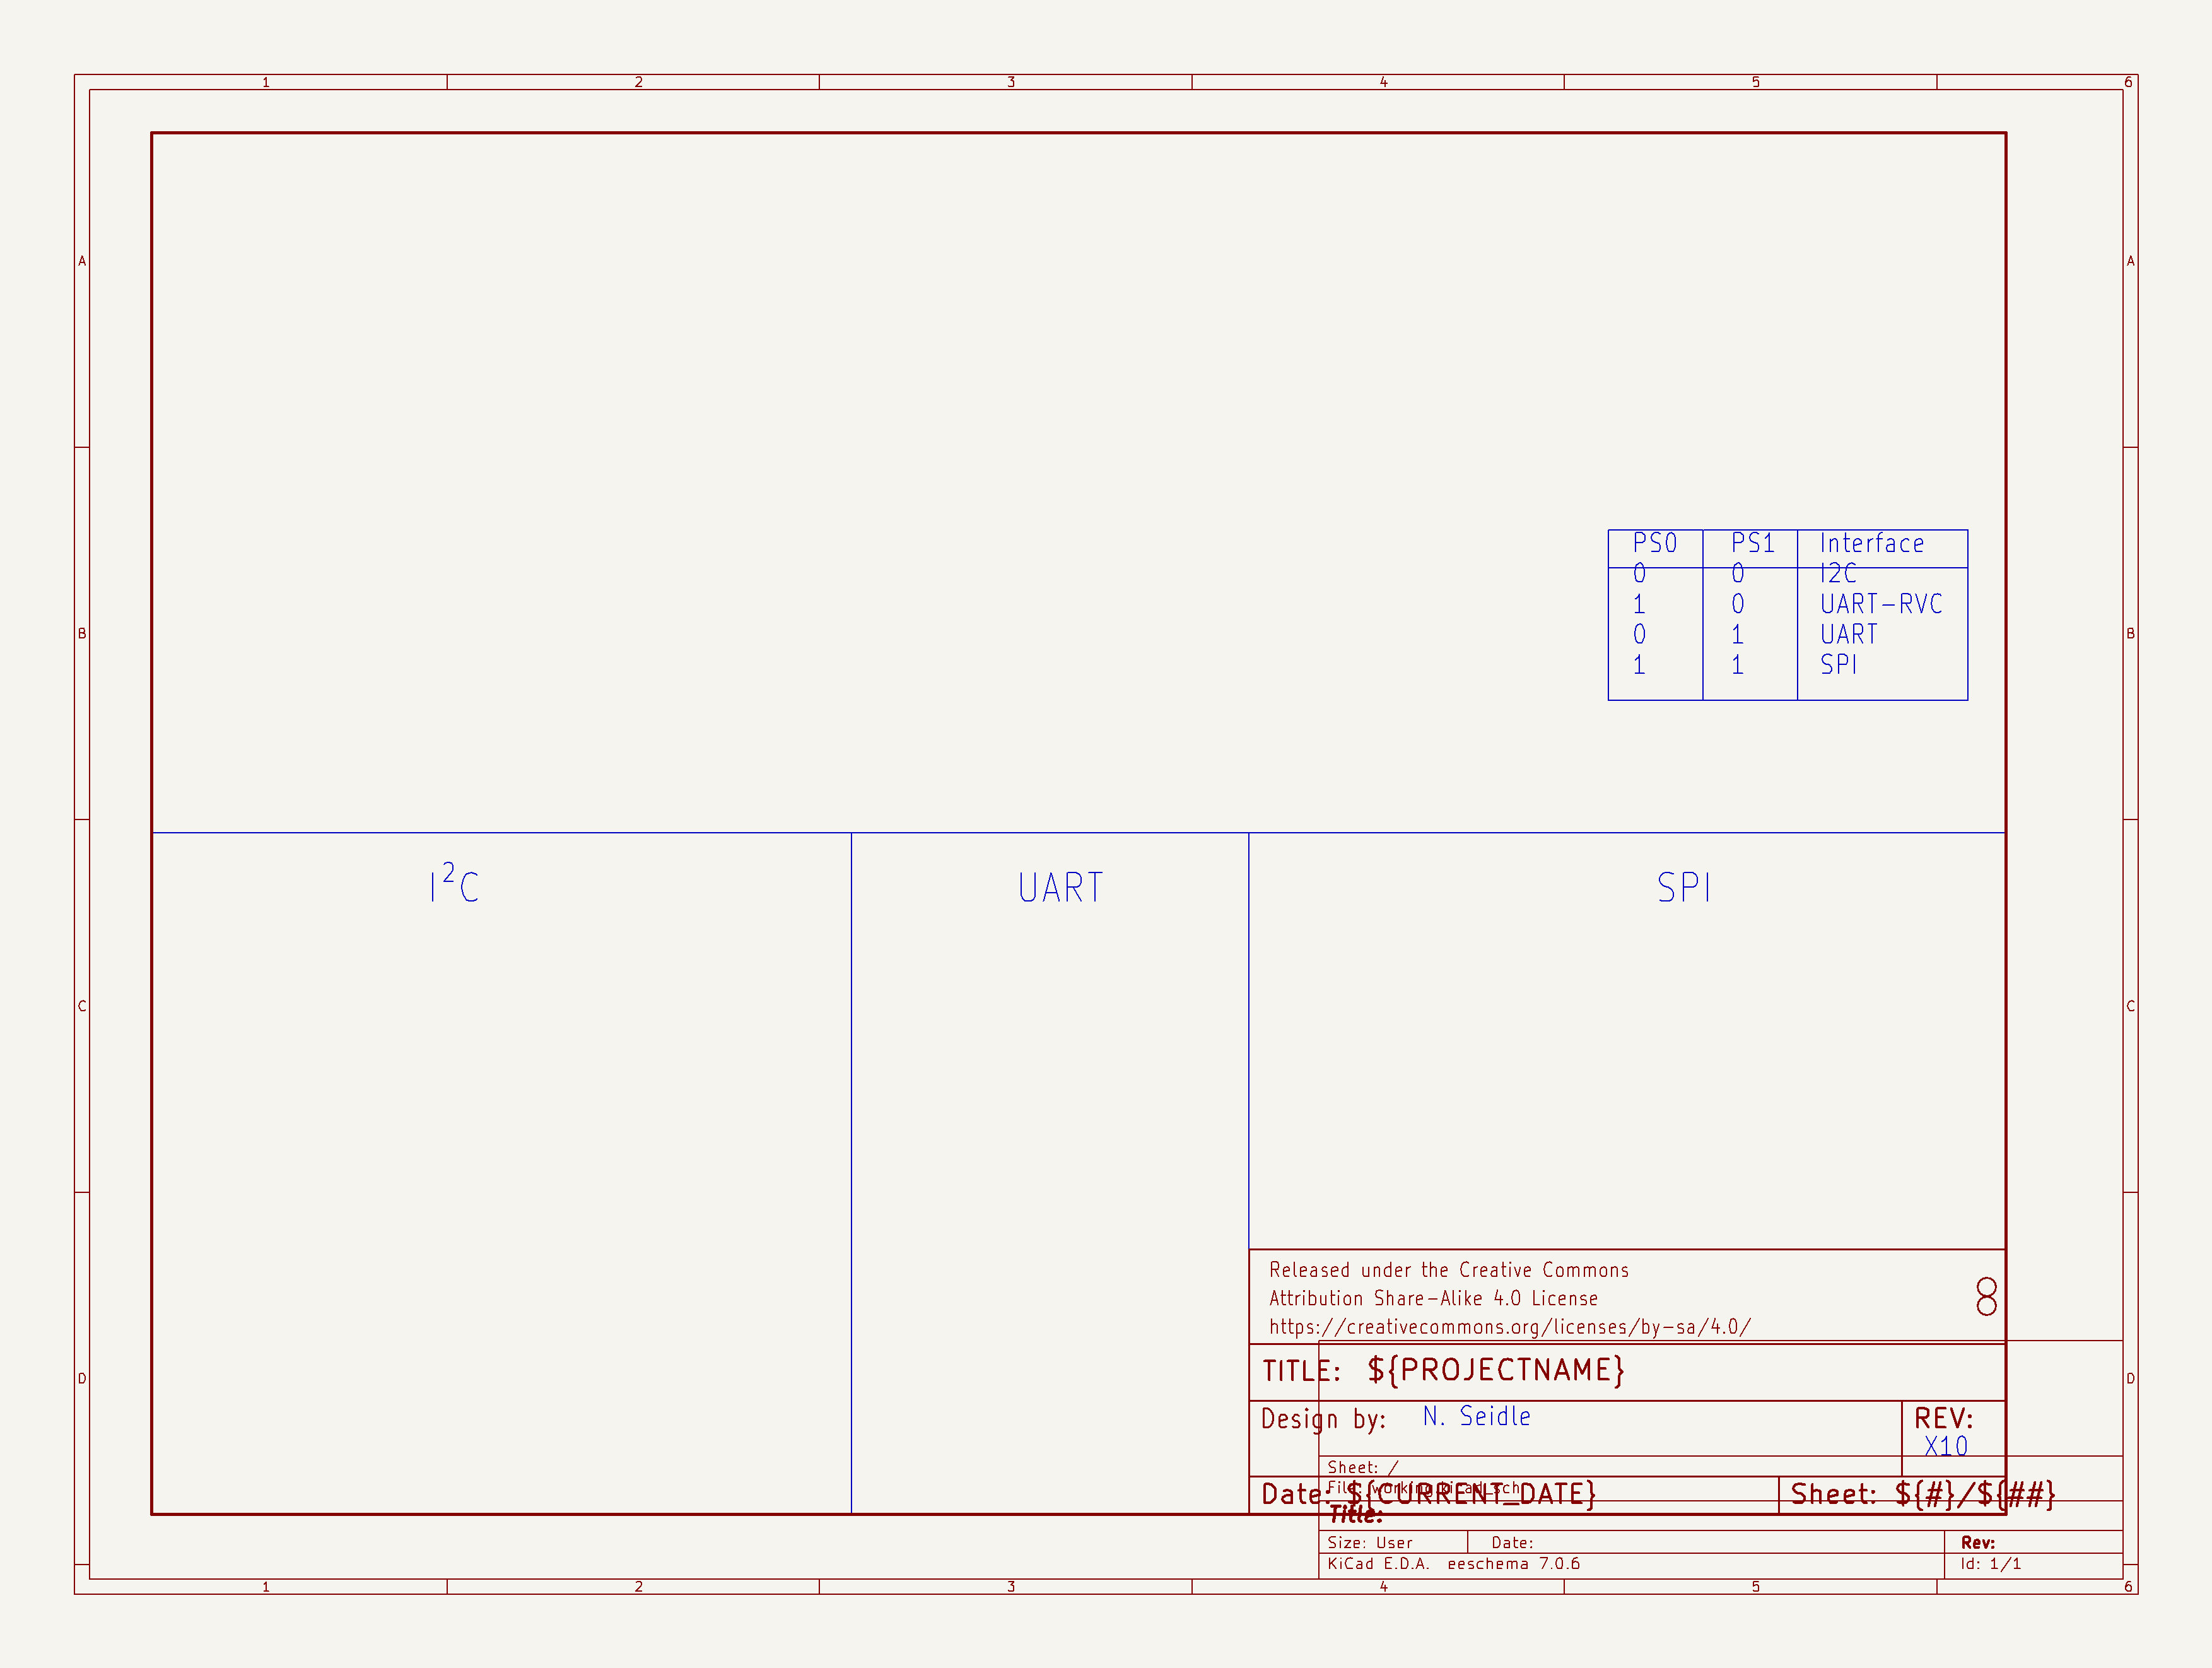 1 2 3 4 5 6
A A
PS0 PS1 Interface
0 0 I2C
1 0 UART-RVC
0 1 UART
1 1 SPI
B B
I²C UART SPI
C C
Released under the Creative Commons
Attribution Share-Alike 4.0 License
https://creativecommons.org/licenses/by-sa/4.0/
8
TITLE: ${PROJECTNAME}
D D
Design by: N. Seidle
REV:
X10
Sheet: /
File: working.kicad_sch
Date: ${CURRENT_DATE} Sheet: ${#}/${##}
Title:
Size: User Date: Rev:
KiCad E.D.A. eeschema 7.0.6 Id: 1/1
1 2 3 4 5 6